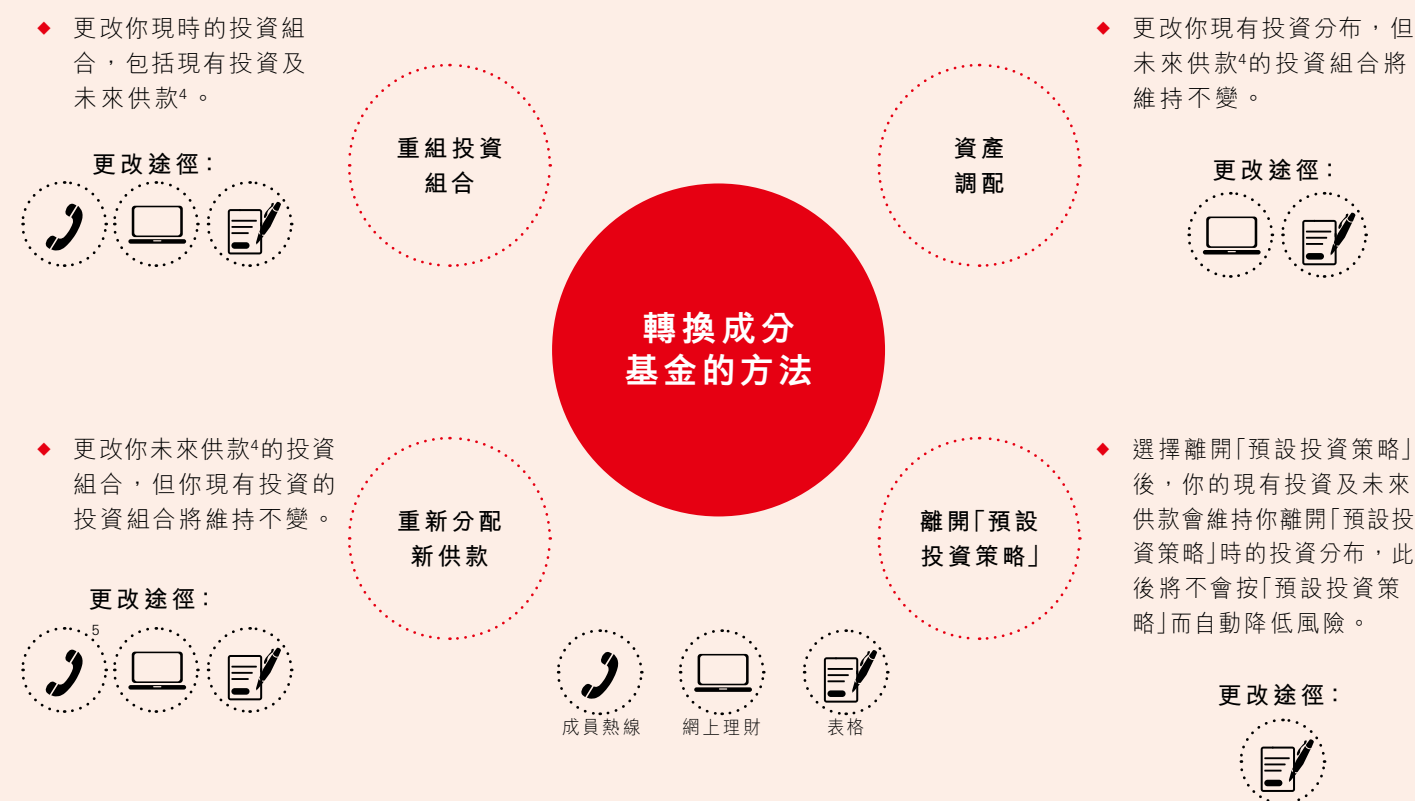 ◆ 更改你現時的投資組
合，包括現有投資及
未來供款⁴。
更改途徑：
重組投資
組合
資產
調配
◆ 更改你現有投資分布，但
未來供款⁴的投資組合將
維持不變。
更改途徑：
轉換成分
基金的方法
◆ 更改你未來供款⁴的投資
組合，但你現有投資的
投資組合將維持不變。
更改途徑：
5
重新分配
新供款
離開「預設
投資策略」
◆ 選擇離開「預設投資策略」
後，你的現有投資及未來
供款會維持你離開「預設投
資策略」時的投資分布，此
後將不會按「預設投資策
略」而自動降低風險。
更改途徑：
成員熱線
網上理財
表格